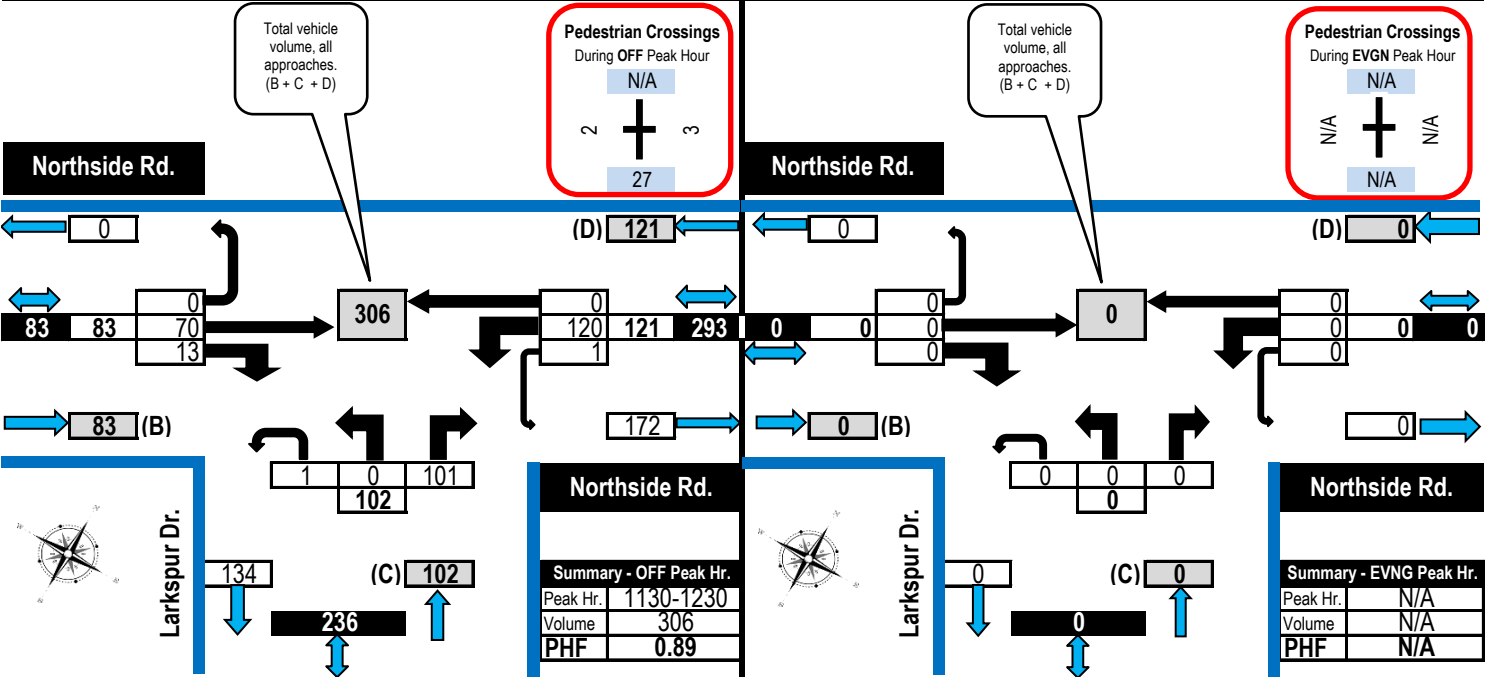 Total vehicle
volume, all
approaches.
(B + C + D)
Pedestrian Crossings
During OFF Peak Hour
N/A
2
3
27
Northside Rd.
0
(D) 121
0
83 83 70
13
306
0
120 121 293
1
83 (B)
172
1 0 101
102
Larkspur Dr.
134
(C) 102
236
Northside Rd.
Summary - OFF Peak Hr.
Peak Hr. 1130-1230
Volume 306
PHF 0.89
Total vehicle
volume, all
approaches.
(B + C + D)
Pedestrian Crossings
During EVGN Peak Hour
N/A
N/A
N/A
N/A
Northside Rd.
0
(D) 0
0
0 0 0
0
0
0
0 0 0
0
0 (B)
0
0 0 0
0
Larkspur Dr.
0
(C) 0
0
Northside Rd.
Summary - EVNG Peak Hr.
Peak Hr. N/A
Volume N/A
PHF N/A